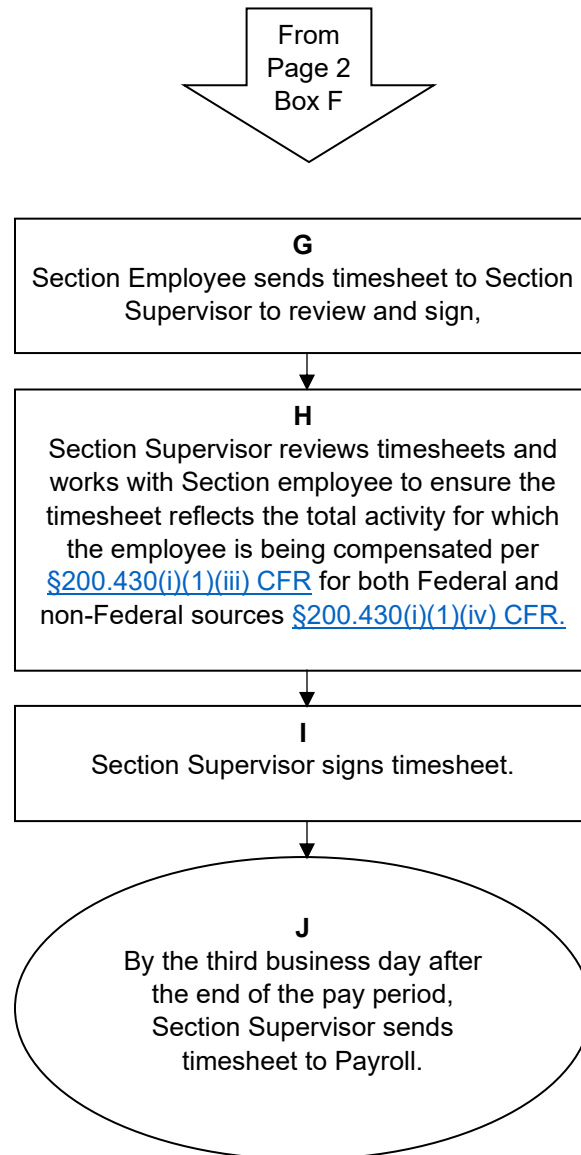 From
Page 2
Box F
G
Section Employee sends timesheet to Section
Supervisor to review and sign,
H
Section Supervisor reviews timesheets and
works with Section employee to ensure the
timesheet reflects the total activity for which
the employee is being compensated per
§200.430(i)(1)(iii) CFR for both Federal and
non-Federal sources §200.430(i)(1)(iv) CFR.
I
Section Supervisor signs timesheet.
J
By the third business day after
the end of the pay period,
Section Supervisor sends
timesheet to Payroll.